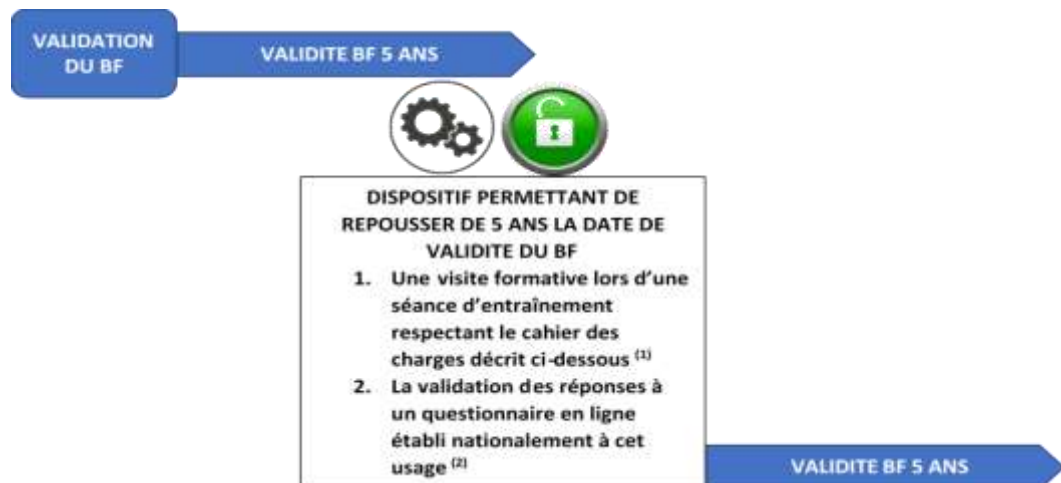 VALIDATION
DU BF
VALIDITE BF 5 ANS
DISPOSITIF PERMETTANT DE
REPOUSSER DE 5 ANS LA DATE DE
VALIDITE DU BF
1. Une visite formative lors d'une
séance d'entraînement
respectant le cahier des
charges décrit ci-dessous (1)
2. La validation des réponses à
un questionnaire en ligne
établi nationalement à cet
usage (2)
VALIDITE BF 5 ANS